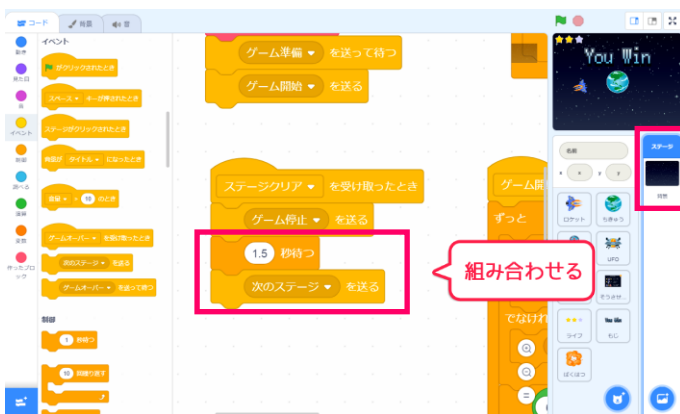 コード
背景
音
イベント
動き
見た目
音
イベント
制御
調べる
演算
変数
作ったブロ
ック
がクリックされたとき
スペース キーが押されたとき
ステージがクリックされたとき
背景が タイトル になったとき
音量 > 10 のとき
ゲームオーバー を受け取ったとき
次のステージ を送る
ゲームオーバー を送って待つ
制御
1 秒待つ
10 回繰り返す
ゲーム準備 を送って待つ
ゲーム開始 を送る
ステージクリア を受け取ったとき
ゲーム停止 を送る
1.5 秒待つ
次のステージ を送る
組み合わせる
ゲーム開
ずっと
でなけれ
You Win
名前
x x y y
ステージ
背景
ロケット
ちきゅう
UFO
そうさせ...
ライフ
もじ
ばくはつ